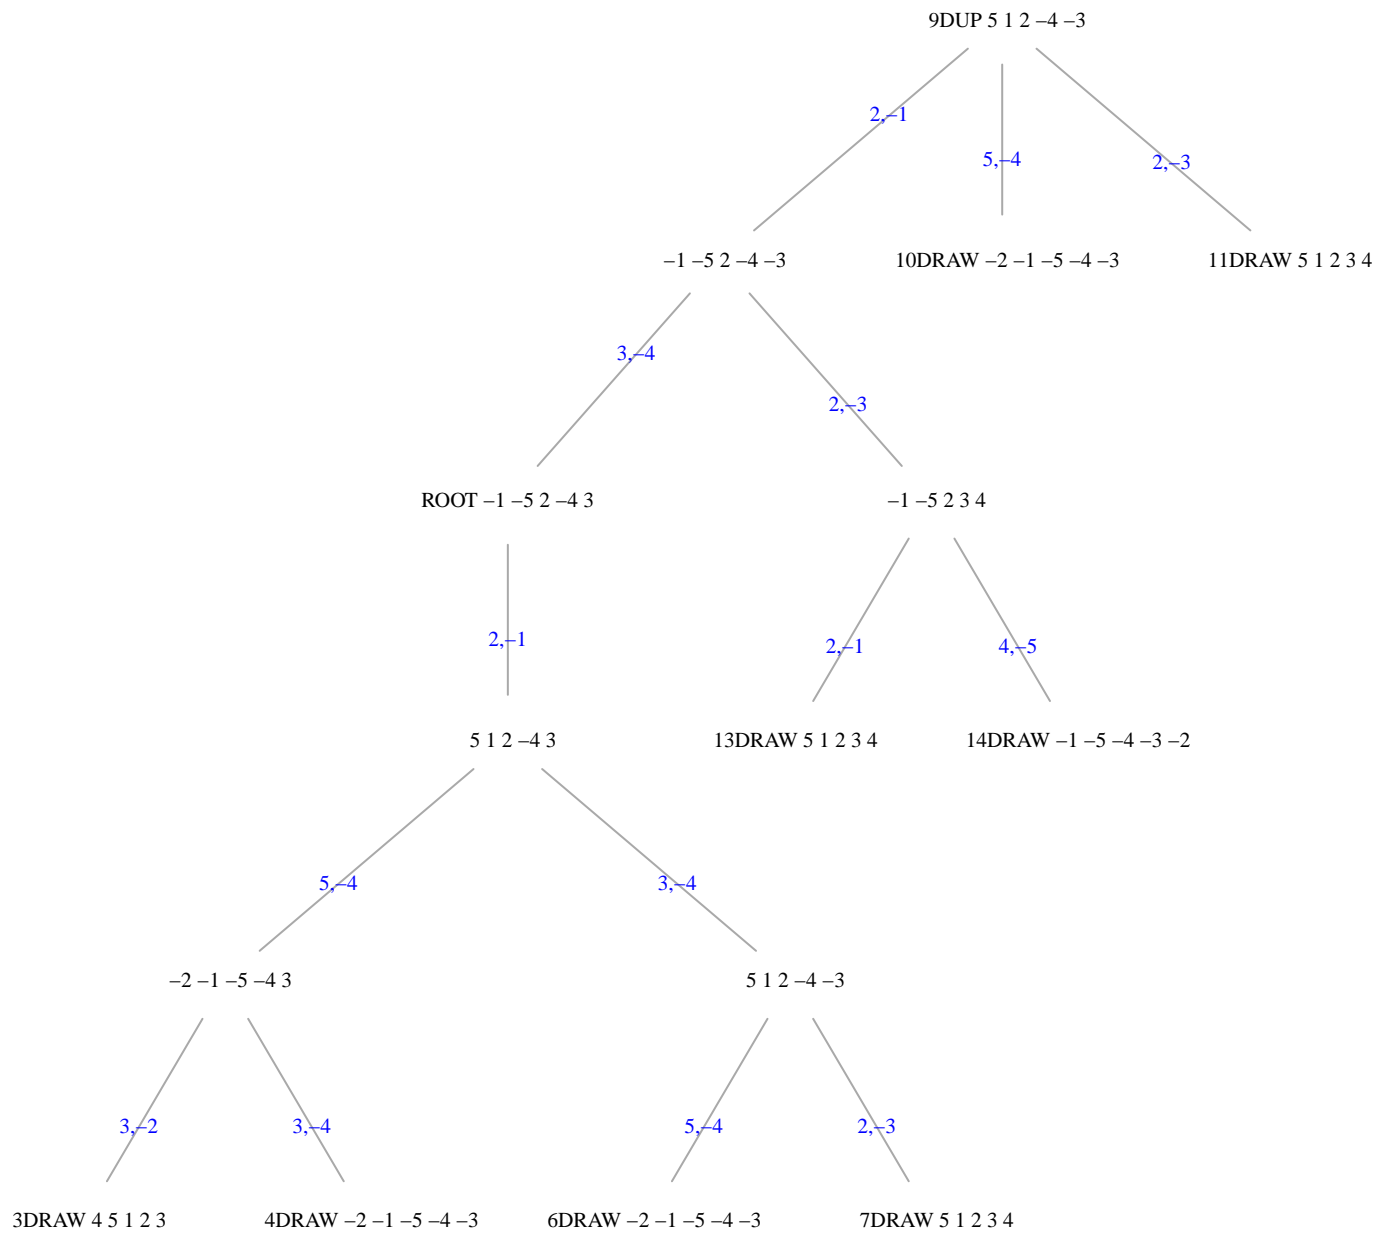 9DUP 5 1 2 –4 –3
2,–1
5,–4
2,–3
–1 –5 2 –4 –3
10DRAW –2 –1 –5 –4 –3
11DRAW 5 1 2 3 4
3,–4
2,–3
ROOT –1 –5 2 –4 3
–1 –5 2 3 4
2,–1
2,–1
4,–5
5 1 2 –4 3
13DRAW 5 1 2 3 4
14DRAW –1 –5 –4 –3 –2
5,–4
3,–4
–2 –1 –5 –4 3
5 1 2 –4 –3
3,–2
3,–4
5,–4
2,–3
3DRAW 4 5 1 2 3
4DRAW –2 –1 –5 –4 –3
6DRAW –2 –1 –5 –4 –3
7DRAW 5 1 2 3 4